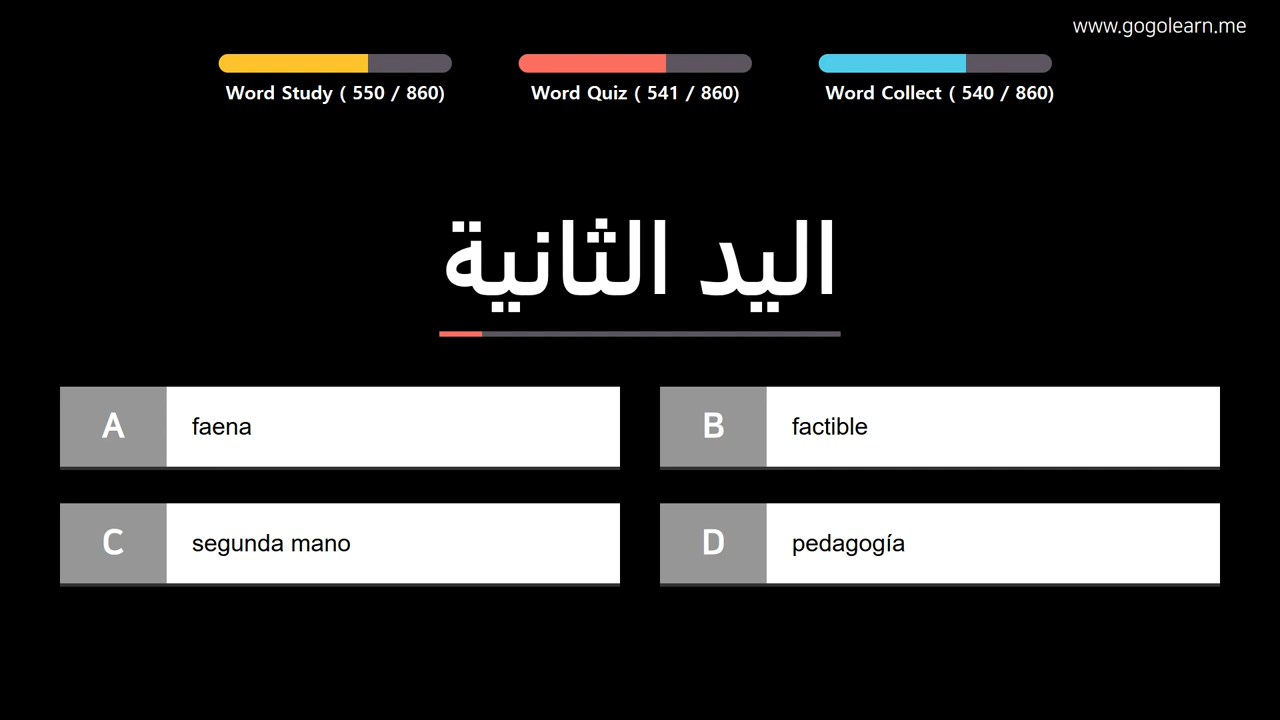 www.gogolearn.me
Word Study ( 550 / 860)
Word Quiz ( 541 / 860)
Word Collect ( 540 / 860)
اليد الثانية
A faena
B factible
C segunda mano
D pedagogía